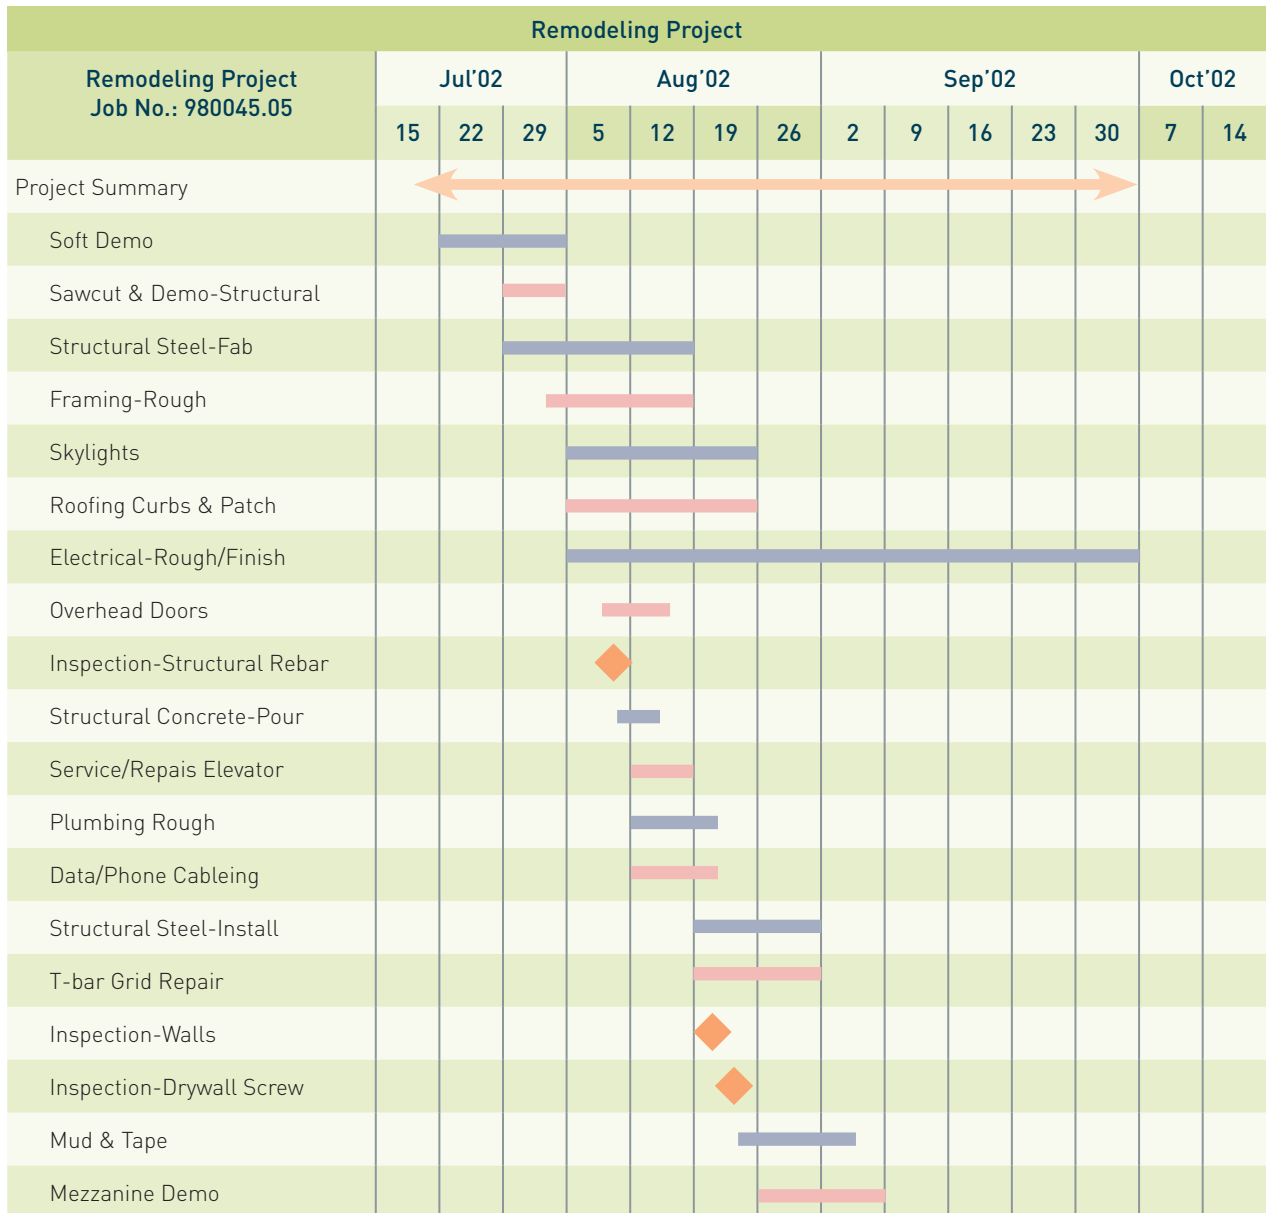 Remodeling Project
Remodeling Project
Job No.: 980045.05
Jul’02 Aug’02 Sep’02 Oct’02
15 22 29 5 12 19 26 2 9 16 23 30 7 14
Project Summary
Soft Demo
Sawcut & Demo-Structural
Structural Steel-Fab
Framing-Rough
Skylights
Roofing Curbs & Patch
Electrical-Rough/Finish
Overhead Doors
Inspection-Structural Rebar
Structural Concrete-Pour
Service/Repais Elevator
Plumbing Rough
Data/Phone Cableing
Structural Steel-Install
T-bar Grid Repair
Inspection-Walls
Inspection-Drywall Screw
Mud & Tape
Mezzanine Demo